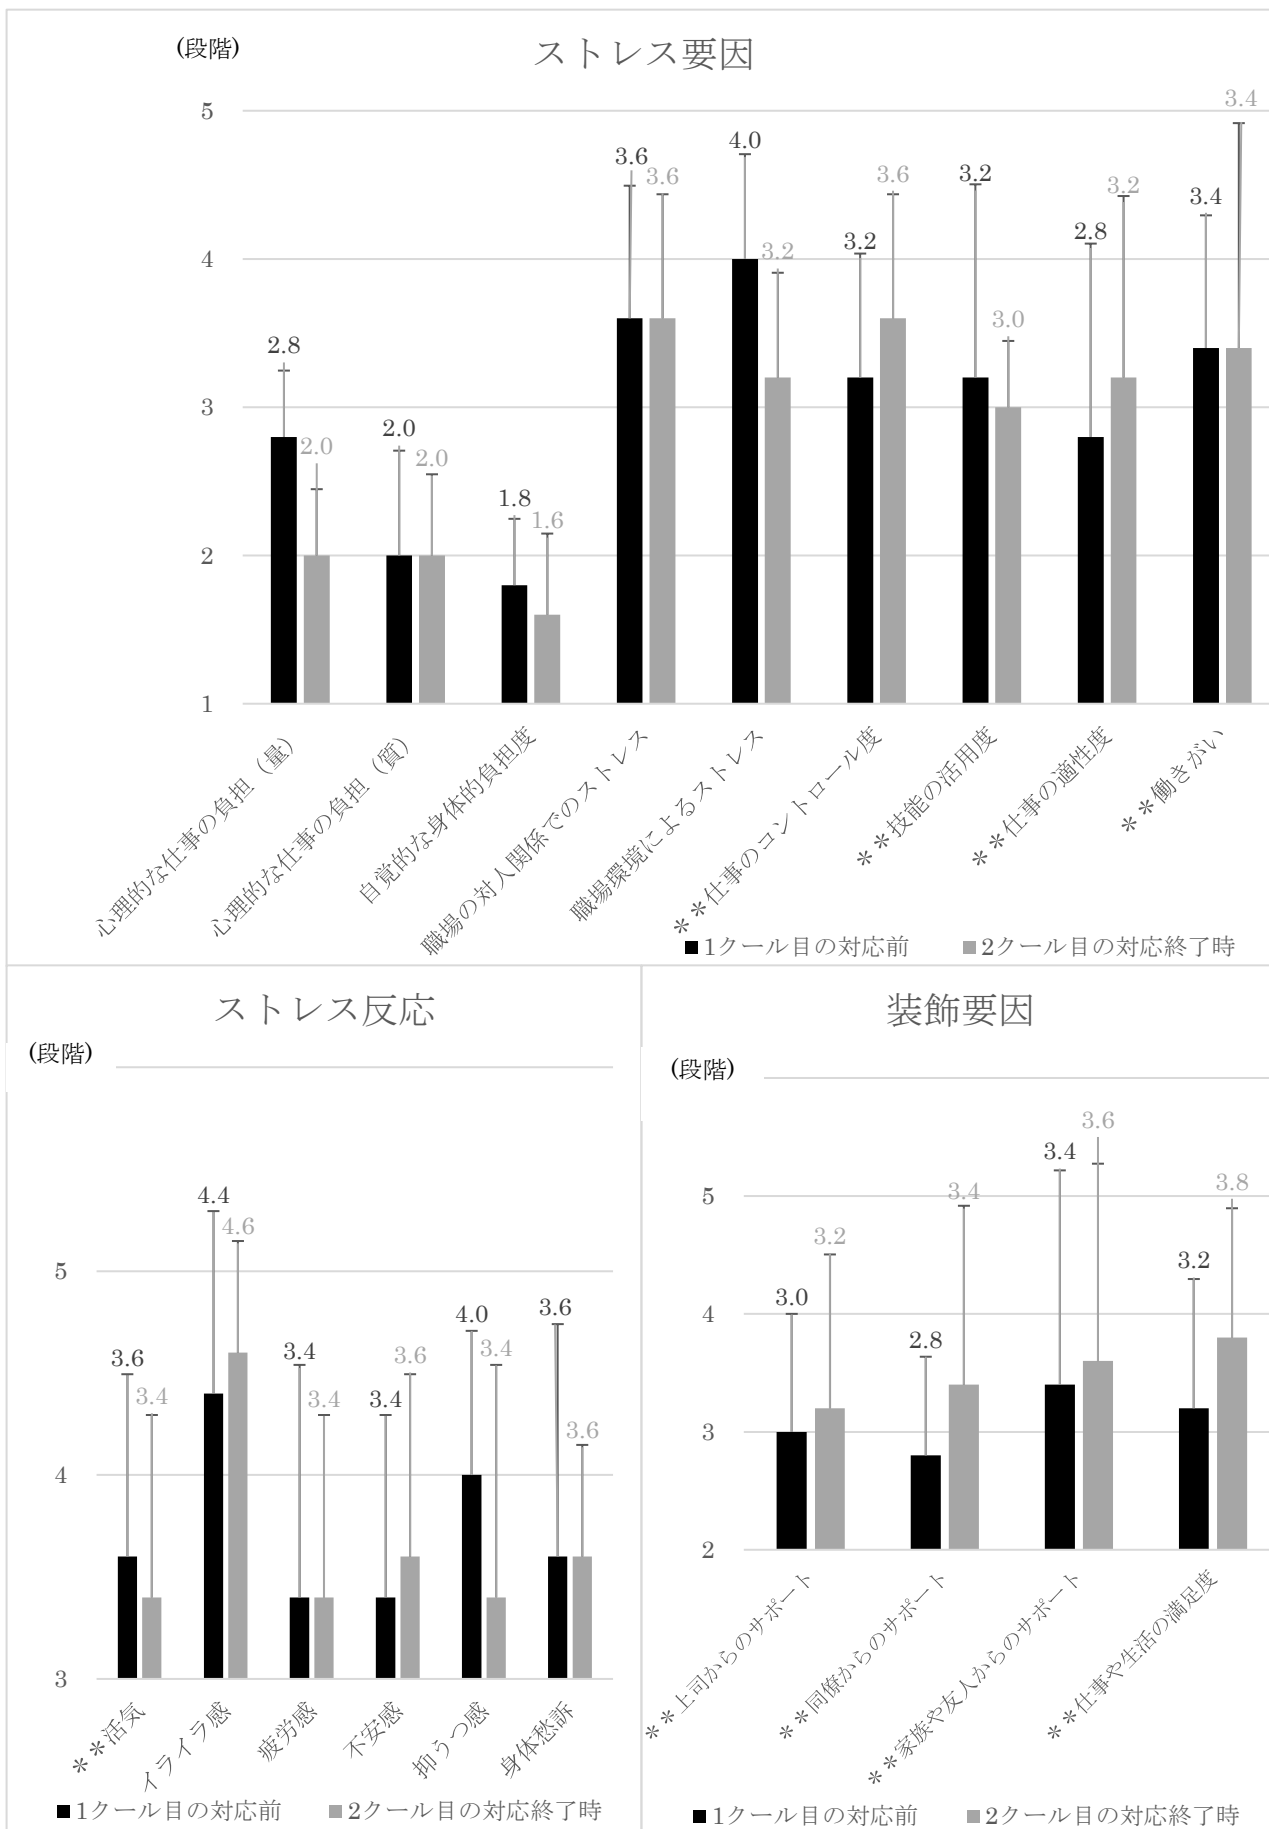 (段階)
ストレス要因
5
4
3
2
1
2.8
2.0
2.0
2.0
1.8
1.6
3.6
3.6
4.0
3.2
3.2
3.6
3.2
3.0
2.8
3.2
3.4
3.4
心理的な仕事の負担（量）
心理的な仕事の負担（質）
自覚的な身体的負担度
職場の対人関係でのストレス
職場環境によるストレス
＊＊仕事のコントロール度
＊＊技能の活用度
＊＊仕事の適性度
＊＊働きがい
■1クール目の対応前 ■2クール目の対応終了時
ストレス反応
(段階)
5
4
3
3.6
3.4
4.4
4.6
3.4
3.4
3.4
3.6
4.0
3.4
3.6
3.6
＊＊活気
イライラ感
疲労感
不安感
抑うつ感
身体愁訴
■1クール目の対応前 ■2クール目の対応終了時
装飾要因
(段階)
5
4
3
2
3.0
3.2
2.8
3.4
3.4
3.6
3.2
3.8
＊＊上司からのサポート
＊＊同僚からのサポート
＊＊家族や友人からのサポート
＊＊仕事や生活の満足度
■1クール目の対応前 ■2クール目の対応終了時